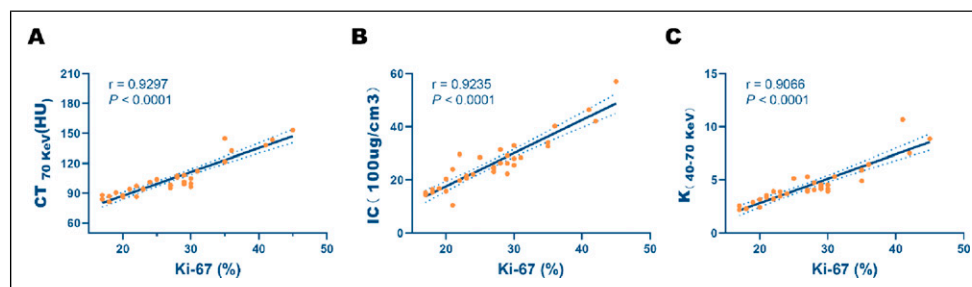 A
B
C
r = 0.9297
P < 0.0001
r = 0.9235
P < 0.0001
r = 0.9066
P < 0.0001
CT 70 KeV(HU)
210
180
150
120
90
60
20
30
40
50
Ki-67 (%)
IC( 100ug/cm3)
60
40
20
0
20
30
40
50
Ki-67 (%)
K( 40-70 KeV)
15
10
5
0
20
30
40
50
Ki-67 (%)